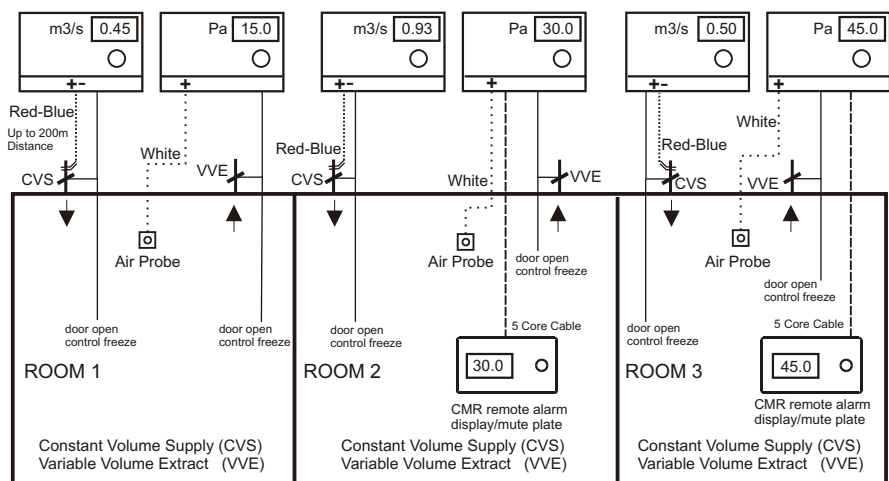 m3/s 0.45
Pa 15.0
m3/s 0.93
Pa 30.0
m3/s 0.50
Pa 45.0
+-
+
+-
+
+-
+
Red-Blue
Up to 200m
Distance
White
CVS
VVE
Air Probe
door open
control freeze
door open
control freeze
ROOM 1
Constant Volume Supply (CVS)
Variable Volume Extract (VVE)
Red-Blue
CVS
White
VVE
Air Probe
door open
control freeze
door open
control freeze
5 Core Cable
ROOM 2
30.0
CMR remote alarm
display/mute plate
Constant Volume Supply (CVS)
Variable Volume Extract (VVE)
White
Red-Blue
CVS
VVE
Air Probe
door open
control freeze
door open
control freeze
5 Core Cable
ROOM 3
45.0
CMR remote alarm
display/mute plate
Constant Volume Supply (CVS)
Variable Volume Extract (VVE)